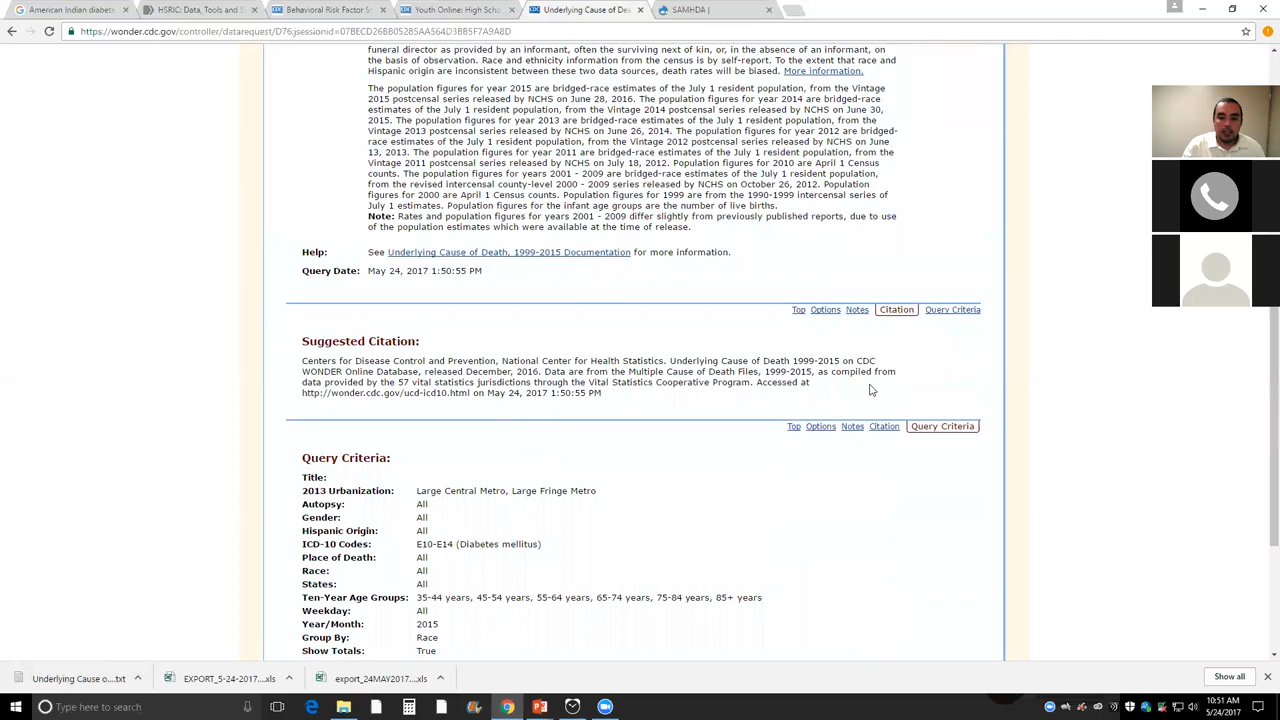 American Indian diabete
HSRIC: Data, Tools and S
Behavioral Risk Factor S
Youth Online: High Scho
Underlying Cause of Dea
SAMHDA |
https://wonder.cdc.gov/controller/datarequest/D76;jsessionid=07BECD26BB05285AA564D3BBD5F7A9A8D
funeral director as provided by an informant, often the surviving next of kin, or, in the absence of an informant, on
the basis of observation. Race and ethnicity information from the census is by self-report. To the extent that race and
Hispanic origin are inconsistent between these two data sources, death rates will be biased. More information.
The population figures for year 2015 are bridged-race estimates of the July 1 resident population, from the Vintage
2015 postcensal series released by NCHS on June 28, 2016. The population figures for year 2014 are bridged-race
estimates of the July 1 resident population, from the Vintage 2014 postcensal series released by NCHS on June 30,
2015. The population figures for year 2013 are bridged-race estimates of the July 1 resident population, from the
Vintage 2013 postcensal series released by NCHS on June 26, 2014. The population figures for year 2012 are bridged-
race estimates of the July 1 resident population, from the Vintage 2012 postcensal series released by NCHS on June
13, 2013. The population figures for year 2011 are bridged-race estimates of the July 1 resident population, from the
Vintage 2011 postcensal series released by NCHS on July 18, 2012. Population figures for 2010 are April 1 Census
counts. The population figures for years 2001 - 2009 are bridged-race estimates of the July 1 resident population,
from the revised intercensal county-level 2000 - 2009 series released by NCHS on October 26, 2012. Population
figures for 2000 are April 1 Census counts. Population figures for 1999 are from the 1990-1999 intercensal series of
July 1 estimates. Population figures for the infant age groups are the number of live births.
Note: Rates and population figures for years 2001 - 2009 differ slightly from previously published reports, due to use
of the population estimates which were available at the time of release.
Help: See Underlying Cause of Death, 1999-2015 Documentation for more information.
Query Date: May 24, 2017 1:50:55 PM
Top Options Notes Citation Query Criteria
Suggested Citation:
Centers for Disease Control and Prevention, National Center for Health Statistics. Underlying Cause of Death 1999-2015 on CDC
WONDER Online Database, released December, 2016. Data are from the Multiple Cause of Death Files, 1999-2015, as compiled from
data provided by the 57 vital statistics jurisdictions through the Vital Statistics Cooperative Program. Accessed at
http://wonder.cdc.gov/ucd-icd10.html on May 24, 2017 1:50:55 PM
Top Options Notes Citation Query Criteria
Query Criteria:
Title:
2013 Urbanization: Large Central Metro, Large Fringe Metro
Autopsy: All
Gender: All
Hispanic Origin: All
ICD-10 Codes: E10-E14 (Diabetes mellitus)
Place of Death: All
Race: All
States: All
Ten-Year Age Groups: 35-44 years, 45-54 years, 55-64 years, 65-74 years, 75-84 years, 85+ years
Weekday: All
Year/Month: 2015
Group By: Race
Show Totals: True
Underlying Cause o....txt
EXPORT_5-24-2017....xls
export_24MAY2017...xls
Show all
Type here to search
10:51 AM
5/24/2017